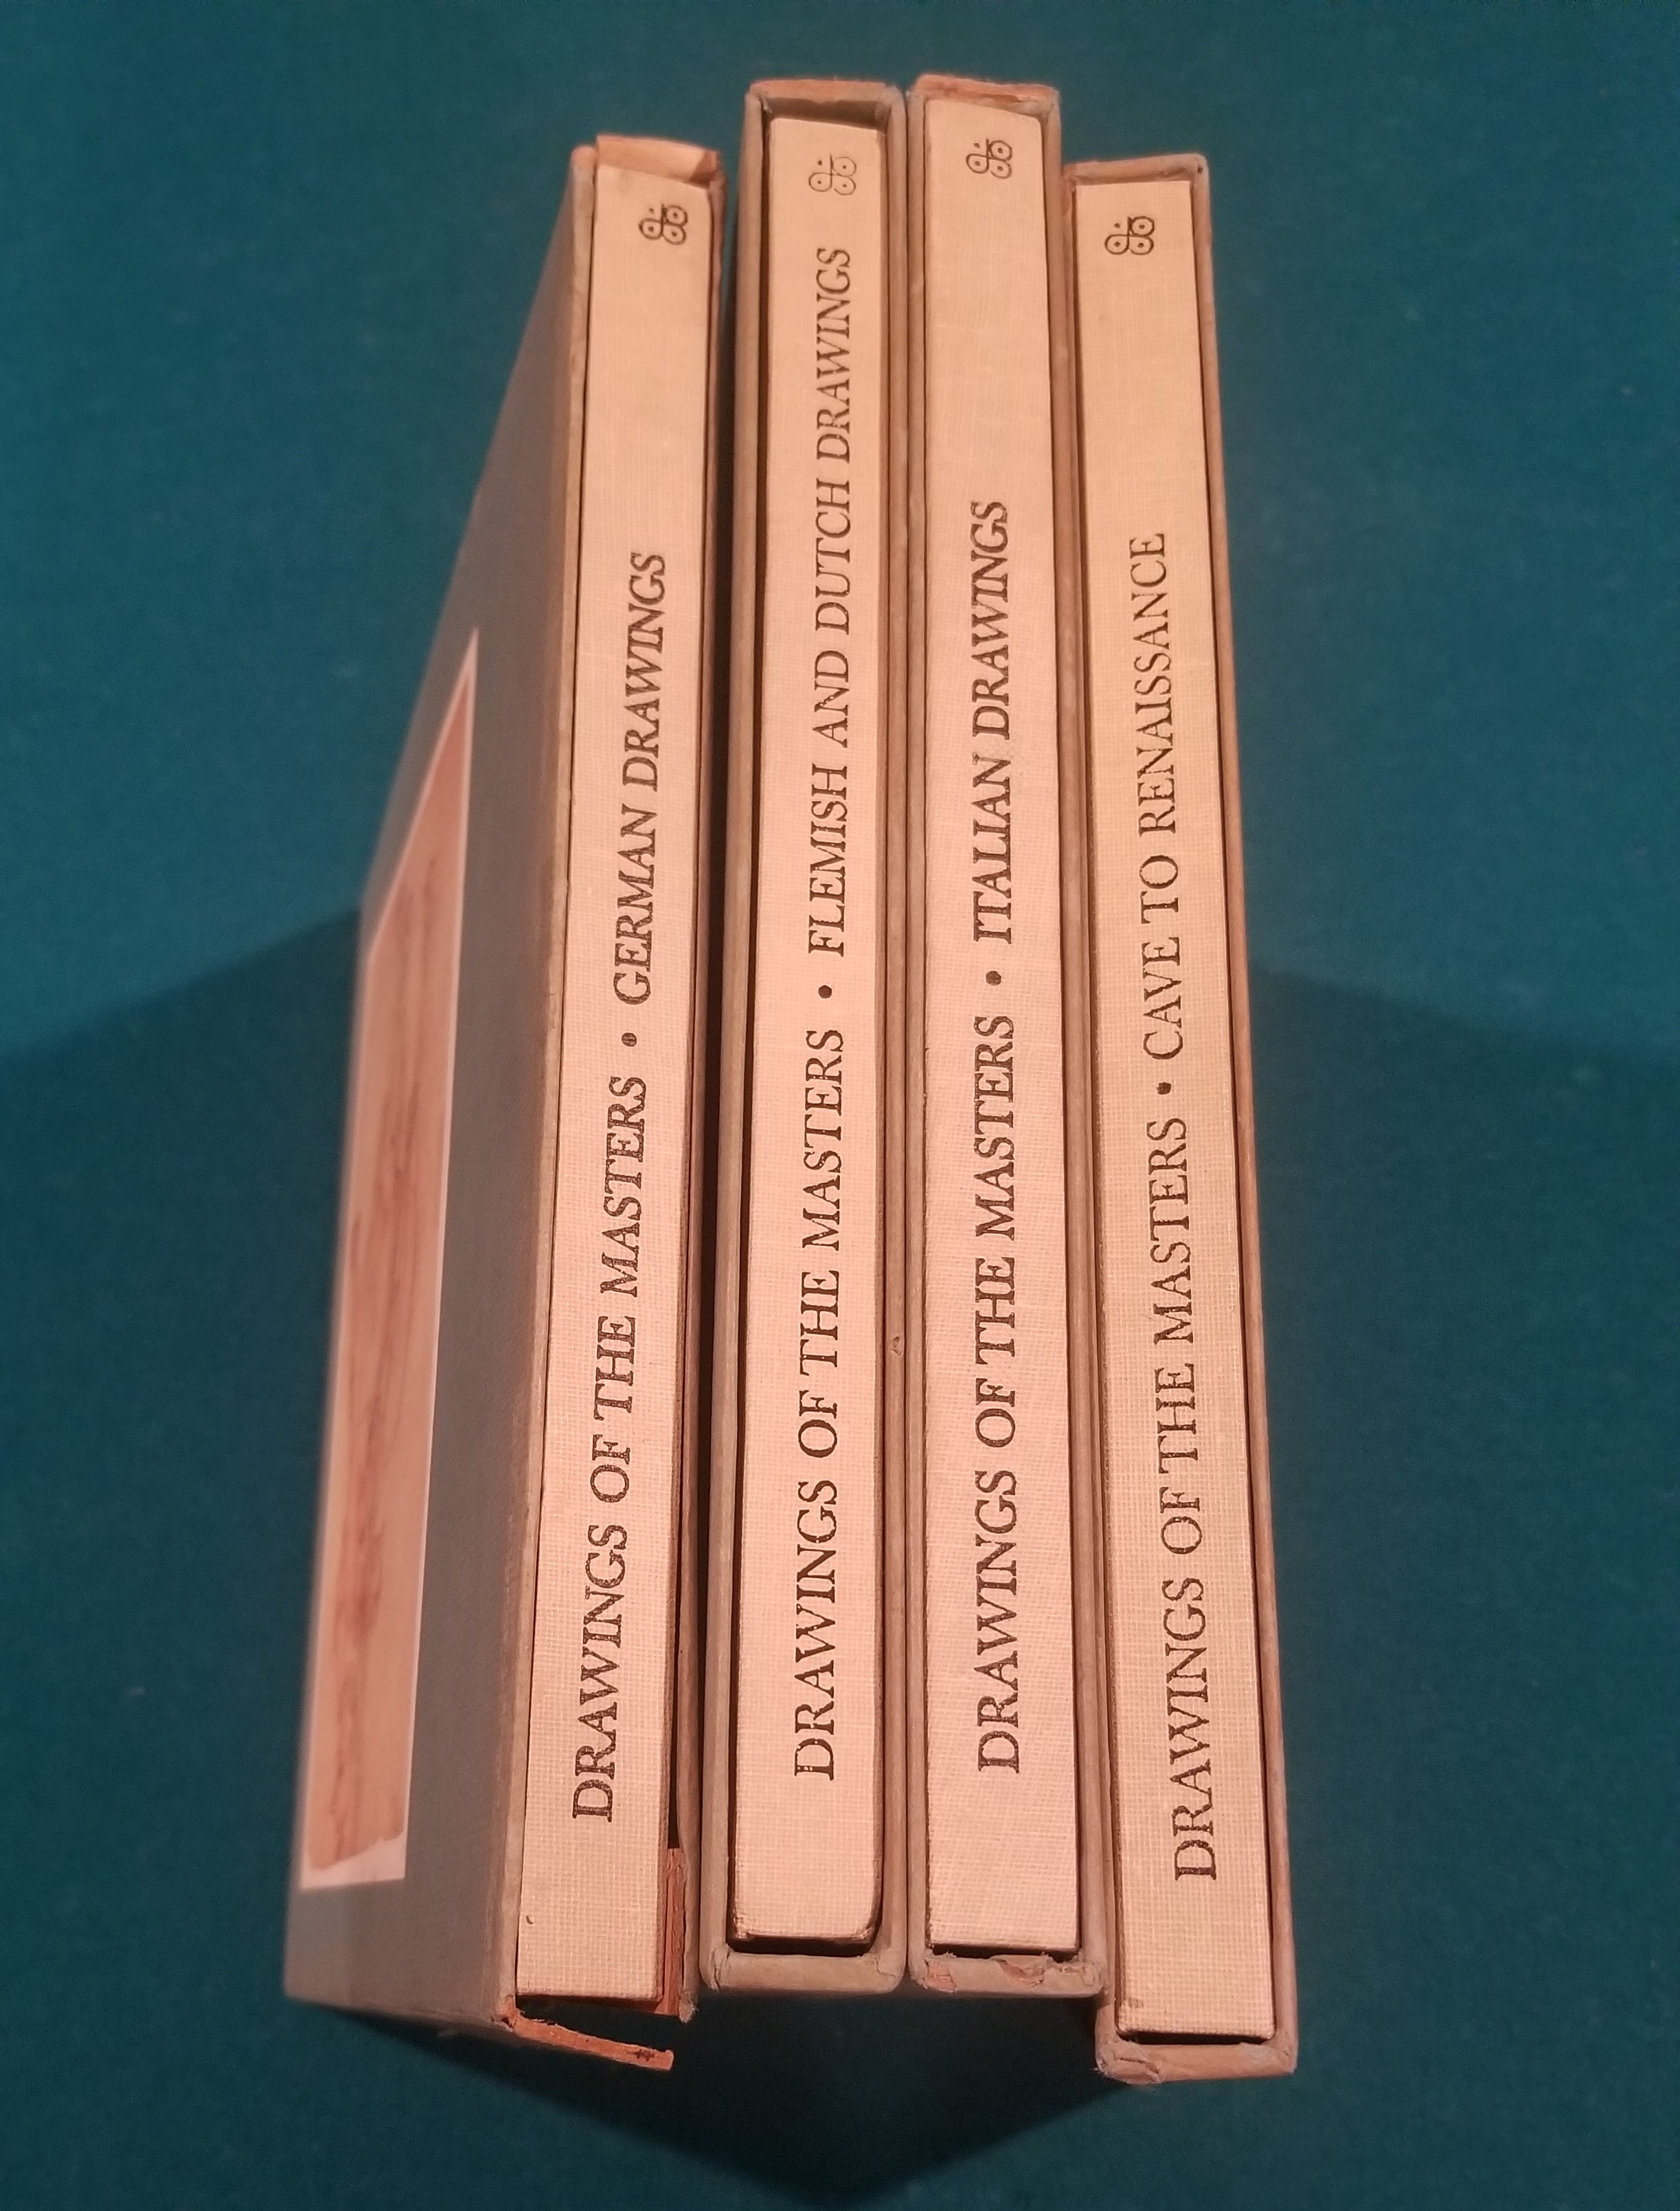 DRAWINGS OF THE MASTERS • GERMAN DRAWINGS
DRAWINGS OF THE MASTERS • FLEMISH AND DUTCH DRAWINGS
DRAWINGS OF THE MASTERS • ITALIAN DRAWINGS
DRAWINGS OF THE MASTERS • CAVE TO RENAISSANCE